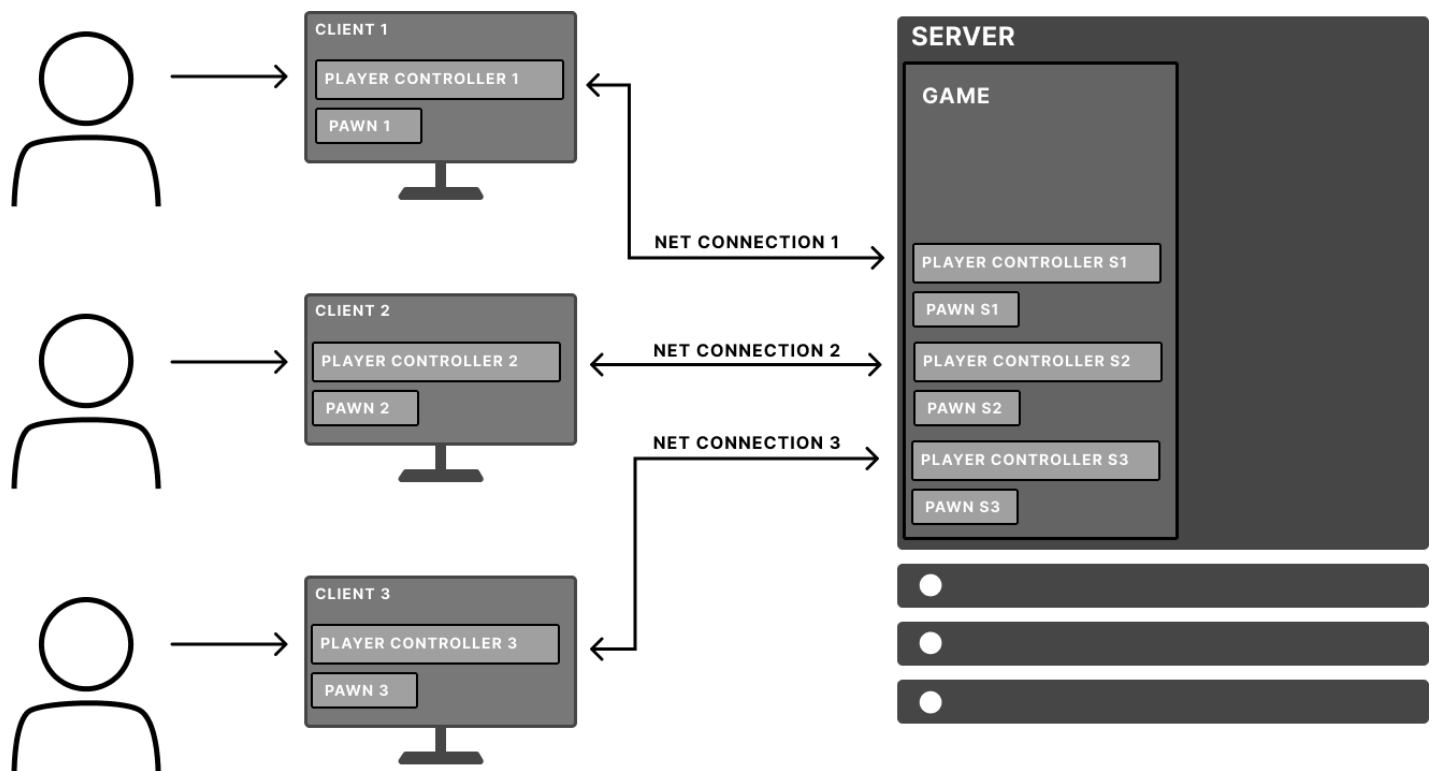 CLIENT 1
PLAYER CONTROLLER 1
PAWN 1
CLIENT 2
PLAYER CONTROLLER 2
PAWN 2
CLIENT 3
PLAYER CONTROLLER 3
PAWN 3
NET CONNECTION 1
NET CONNECTION 2
NET CONNECTION 3
SERVER
GAME
PLAYER CONTROLLER S1
PAWN S1
PLAYER CONTROLLER S2
PAWN S2
PLAYER CONTROLLER S3
PAWN S3